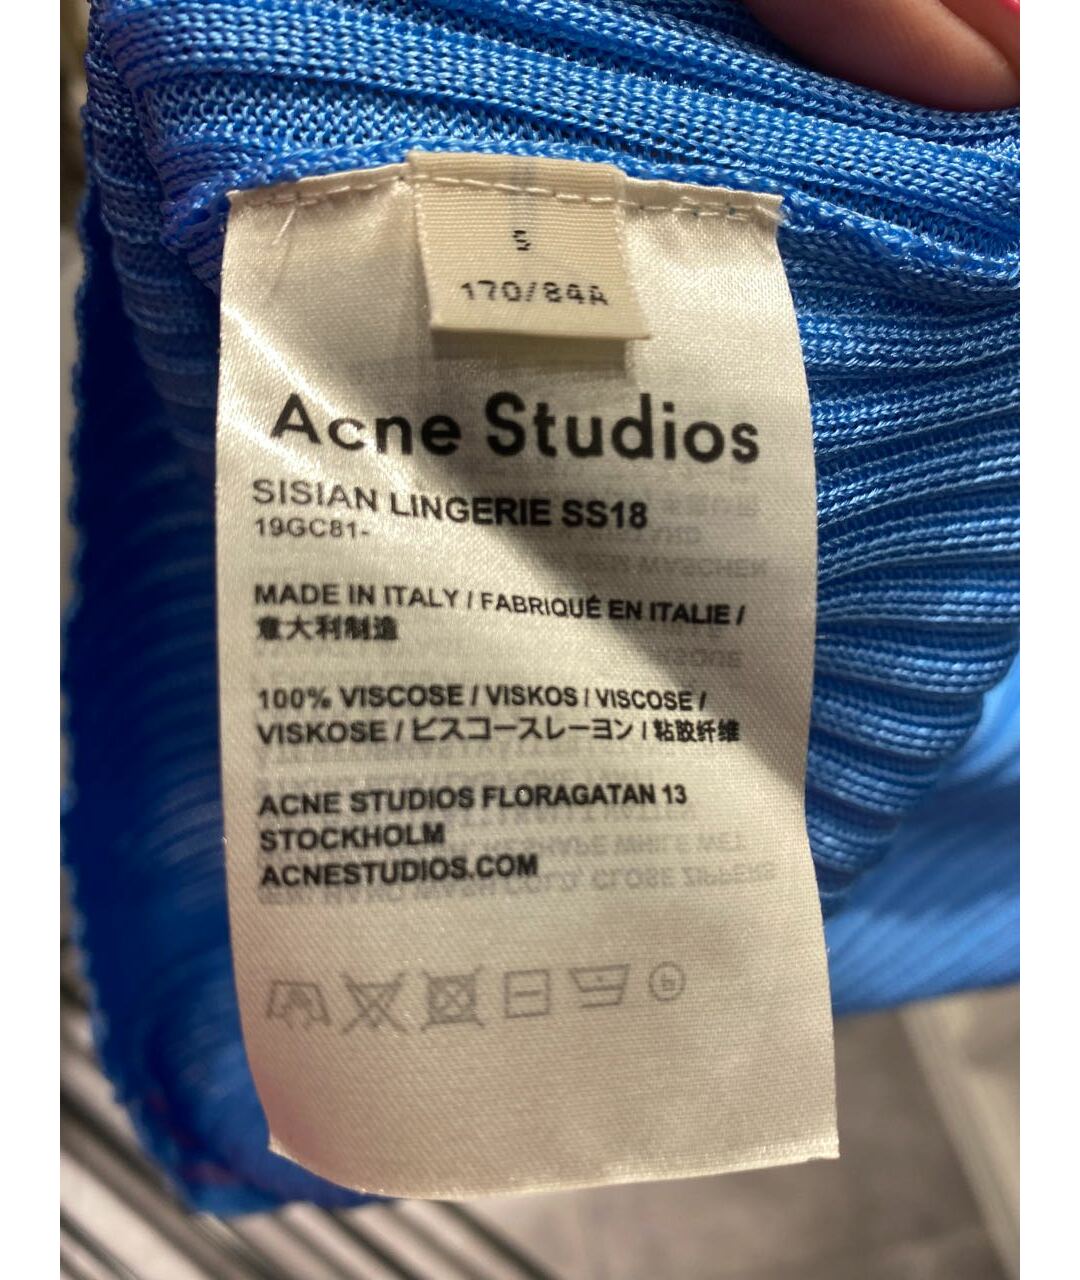 S
170/84A
Acne Studios
SISIAN LINGERIE SS18
19GC81-
MADE IN ITALY / FABRIQUÉ EN ITALIE /
意大利制造
100% VISCOSE / VISKOS / VISCOSE /
VISKOSE / ビスコースレーヨン / 粘胶纤维
ACNE STUDIOS FLORAGATAN 13
STOCKHOLM
ACNESTUDIOS.COM